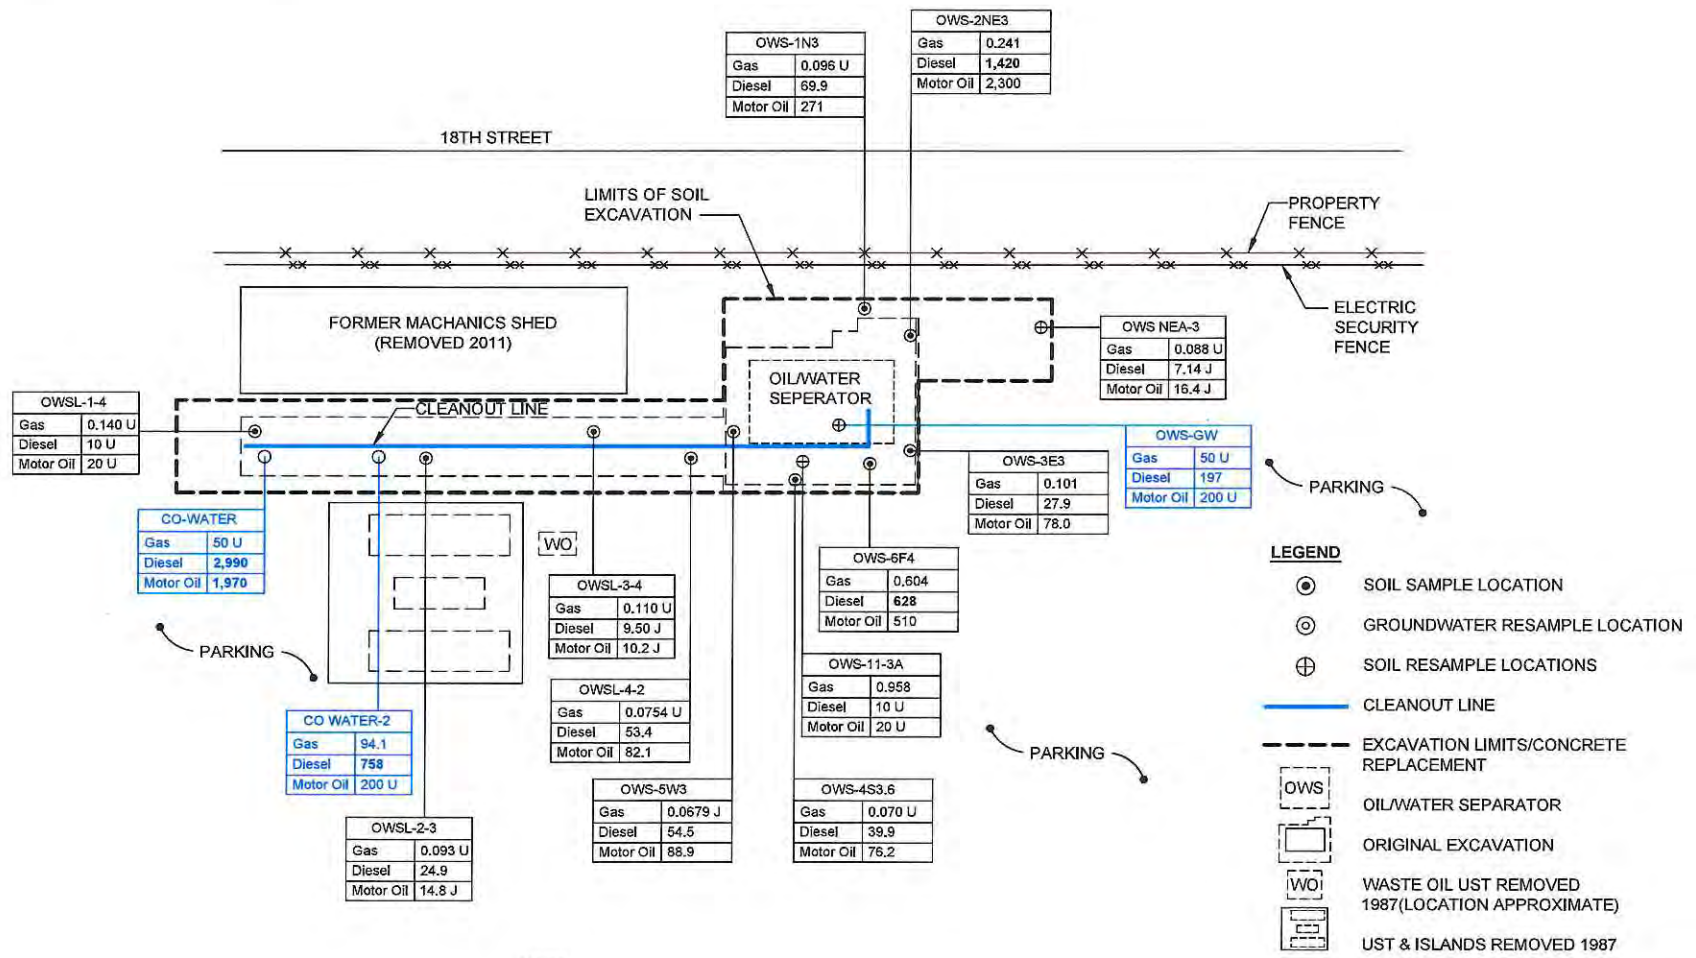 OWS-2NE3
Gas 0.241
Diesel 1,420
Motor Oil 2,300
OWS-1N3
Gas 0.096 U
Diesel 69.9
Motor Oil 271
18TH STREET
LIMITS OF SOIL
EXCAVATION
PROPERTY
FENCE
ELECTRIC
SECURITY
FENCE
FORMER MACHANICS SHED
(REMOVED 2011)
OWS NEA-3
Gas 0.088 U
Diesel 7.14 J
Motor Oil 16.4 J
OIL/WATER
SEPERATOR
OWSL-1-4
Gas 0.140 U
Diesel 10 U
Motor Oil 20 U
CLEANOUT LINE
OWS-GW
Gas 50 U
Diesel 197
Motor Oil 200 U
OWS-3E3
Gas 0.101
Diesel 27.9
Motor Oil 78.0
PARKING
CO-WATER
Gas 50 U
Diesel 2,990
Motor Oil 1,970
WO
OWS-6F4
Gas 0.604
Diesel 628
Motor Oil 510
OWSL-3-4
Gas 0.110 U
Diesel 9.50 J
Motor Oil 10.2 J
PARKING
OWS-11-3A
Gas 0.958
Diesel 10 U
Motor Oil 20 U
OWSL-4-2
Gas 0.0754 U
Diesel 53.4
Motor Oil 82.1
CO WATER-2
Gas 94.1
Diesel 758
Motor Oil 200 U
PARKING
OWS-5W3
Gas 0.0679 J
Diesel 54.5
Motor Oil 88.9
OWS-4S3.6
Gas 0.070 U
Diesel 39.9
Motor Oil 76.2
OWSL-2-3
Gas 0.093 U
Diesel 24.9
Motor Oil 14.8 J
LEGEND
SOIL SAMPLE LOCATION
GROUNDWATER RESAMPLE LOCATION
SOIL RESAMPLE LOCATIONS
CLEANOUT LINE
EXCAVATION LIMITS/CONCRETE
REPLACEMENT
OWS
OIL/WATER SEPARATOR
ORIGINAL EXCAVATION
WO
WASTE OIL UST REMOVED
1987(LOCATION APPROXIMATE)
UST & ISLANDS REMOVED 1987